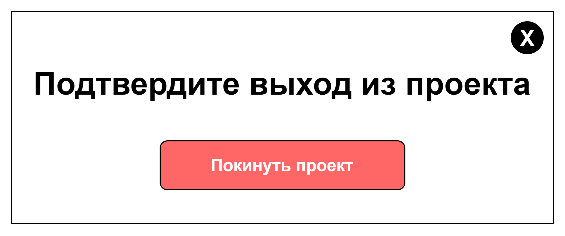 X
Подтвердите выход из проекта
Покинуть проект